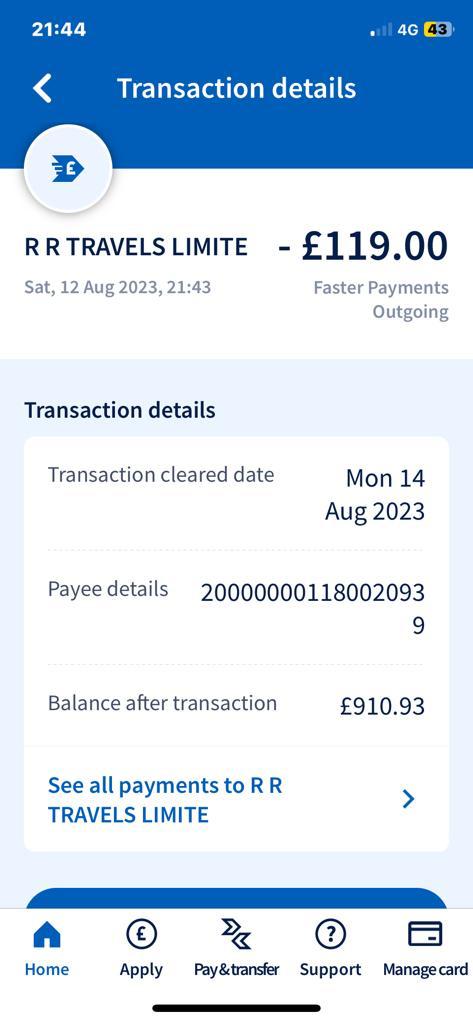 21:44
4G 43
Transaction details
£
R R TRAVELS LIMITE - £119.00
Sat, 12 Aug 2023, 21:43
Faster Payments
Outgoing
Transaction details
Transaction cleared date
Mon 14
Aug 2023
Payee details
20000000118002093
9
Balance after transaction £910.93
See all payments to R R
TRAVELS LIMITE
£
?
Home Apply Pay&transfer Support Manage card